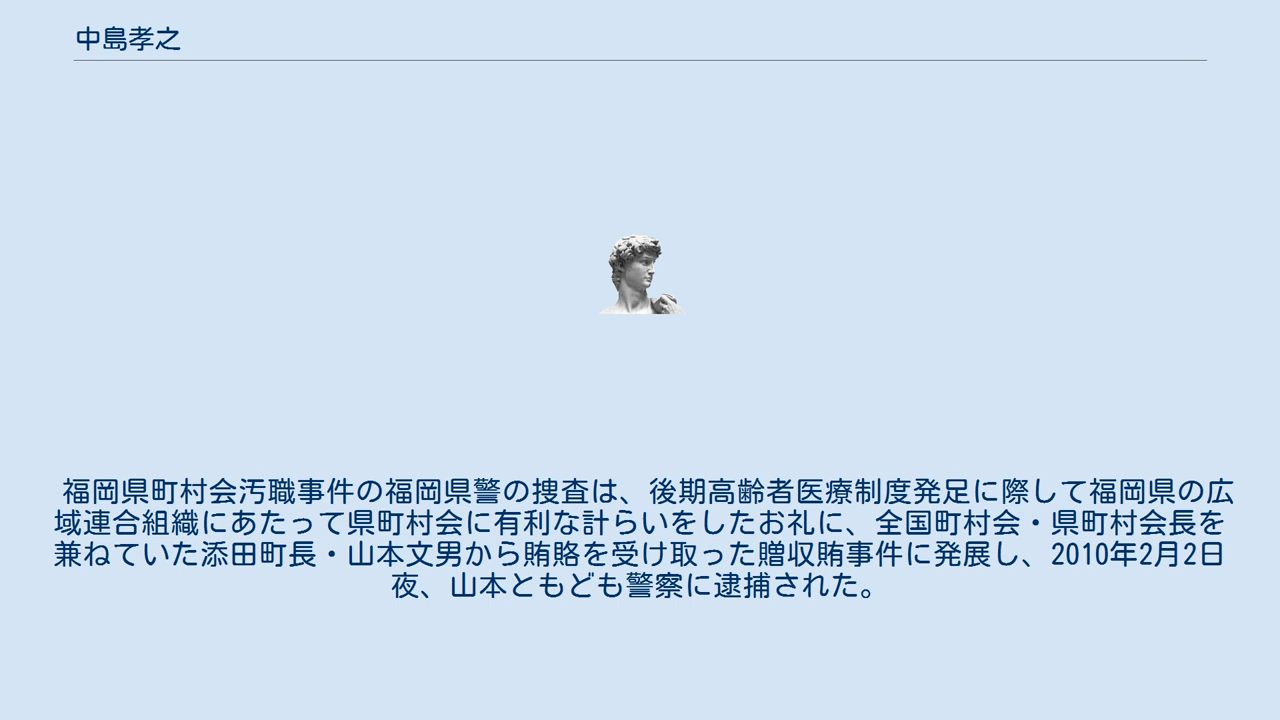 中島孝之
福岡県町村会汚職事件の福岡県警の捜査は、後期高齢者医療制度発足に際して福岡県の広
域連合組織にあたって県町村会に有利な計らいをしたお礼に、全国町村会・県町村会長を
兼ねていた添田町長・山本文男から賄賂を受け取った贈収賄事件に発展し、2010年2月2日
夜、山本ともども警察に逮捕された。